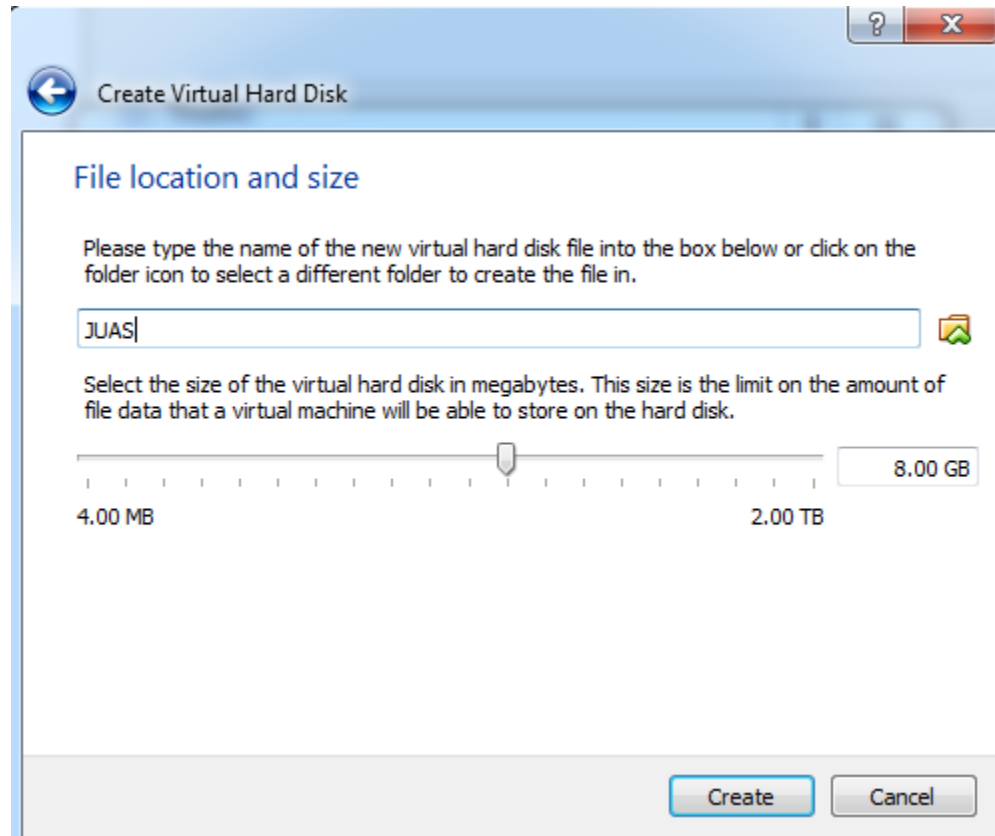 ?
X
Create Virtual Hard Disk
File location and size
Please type the name of the new virtual hard disk file into the box below or click on the
folder icon to select a different folder to create the file in.
JUAS
Select the size of the virtual hard disk in megabytes. This size is the limit on the amount of
file data that a virtual machine will be able to store on the hard disk.
8.00 GB
4.00 MB 2.00 TB
Create Cancel